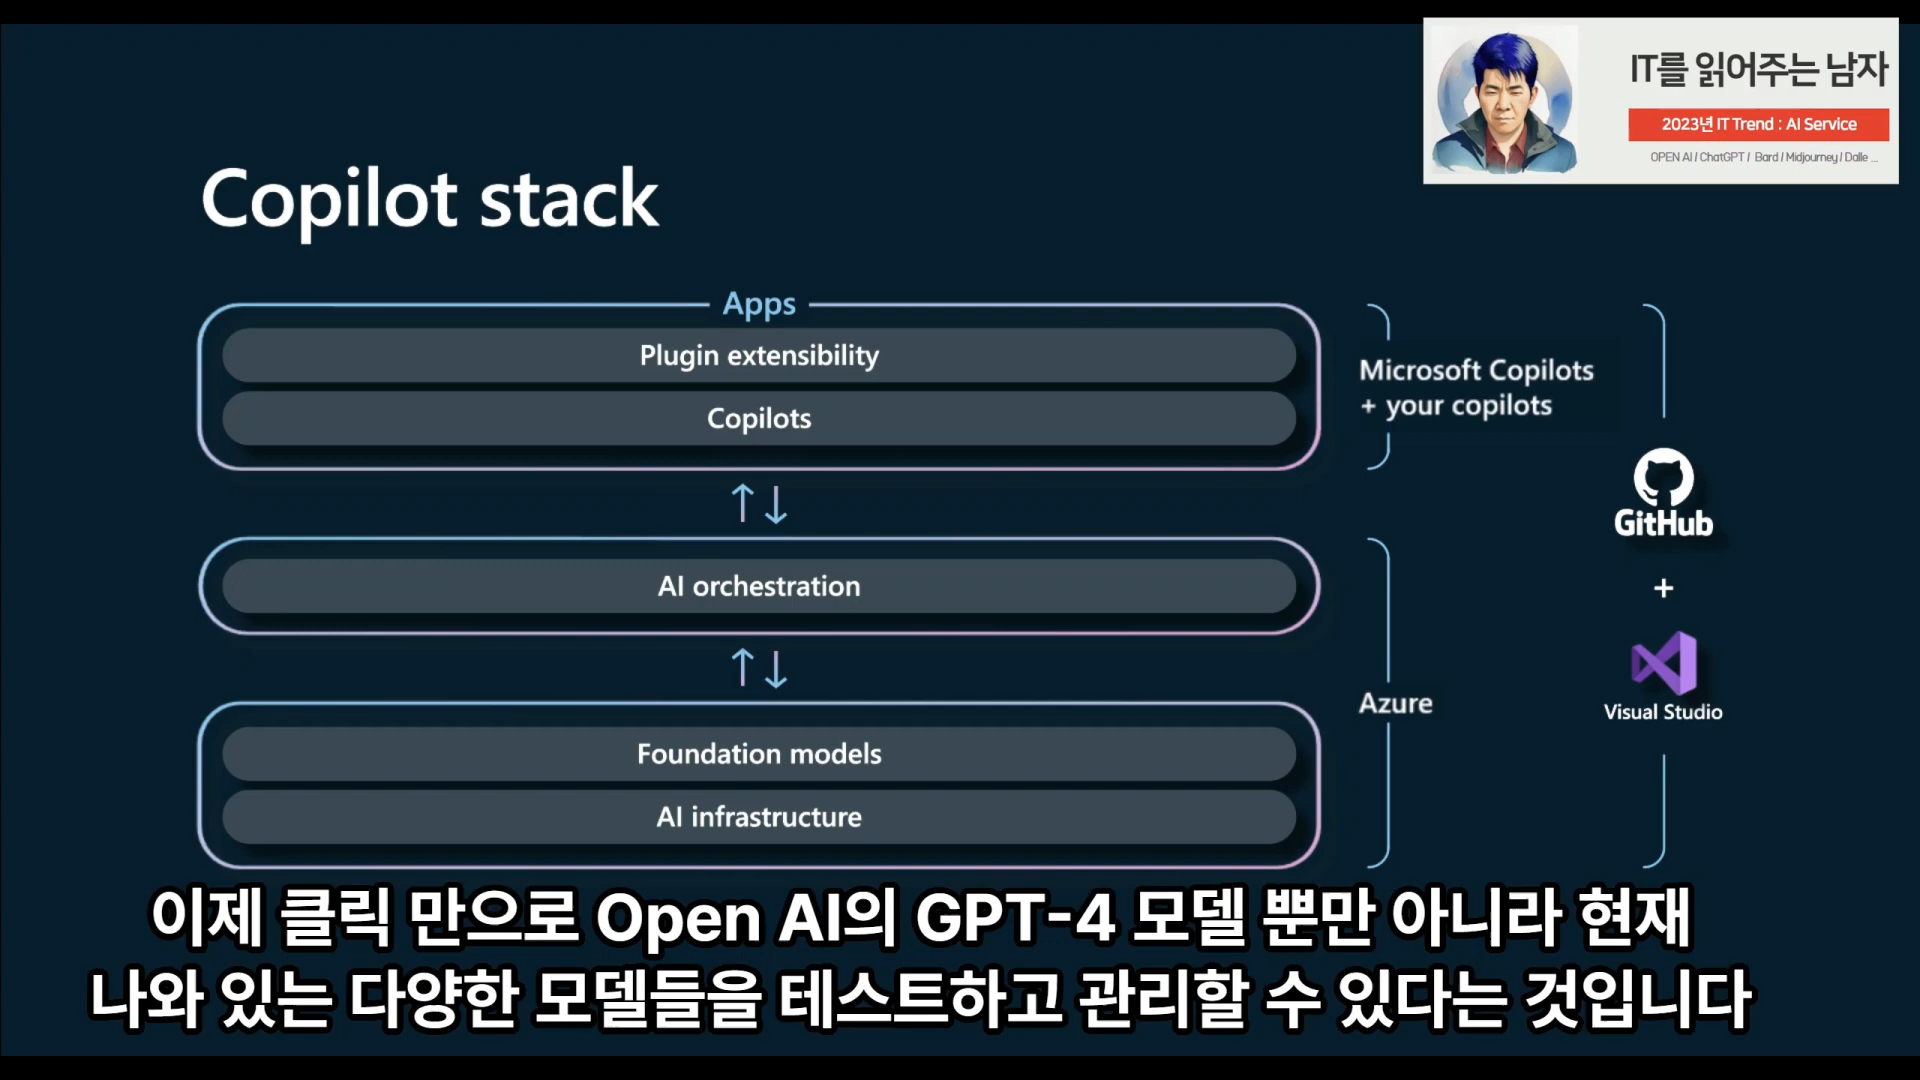 IT를 읽어주는 남자
2023년 IT Trend : AI Service
OPEN AI / ChatGPT / Bard / Midjourney / Dalle ...
Copilot stack
Apps
Plugin extensibility
Copilots
Microsoft Copilots
+ your copilots
AI orchestration
Foundation models
AI infrastructure
Azure
GitHub
+
Visual Studio
이제 클릭 만으로 Open AI의 GPT-4 모델 뿐만 아니라 현재
나와 있는 다양한 모델들을 테스트하고 관리할 수 있다는 것입니다